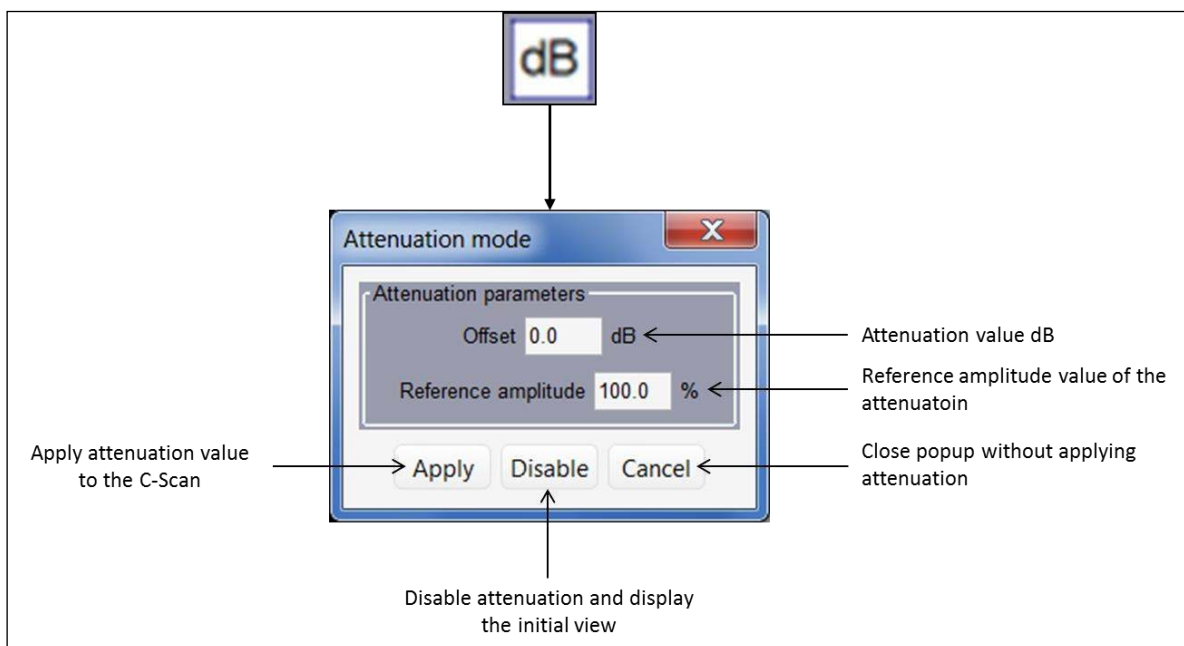 dB
Attenuation mode
X
Attenuation parameters
Offset 0.0 dB
Attenuation value dB
Reference amplitude 100.0 %
Reference amplitude value of the
attenuatoin
Apply attenuation value
to the C-Scan
Apply Disable Cancel
Close popup without applying
attenuation
Disable attenuation and display
the initial view